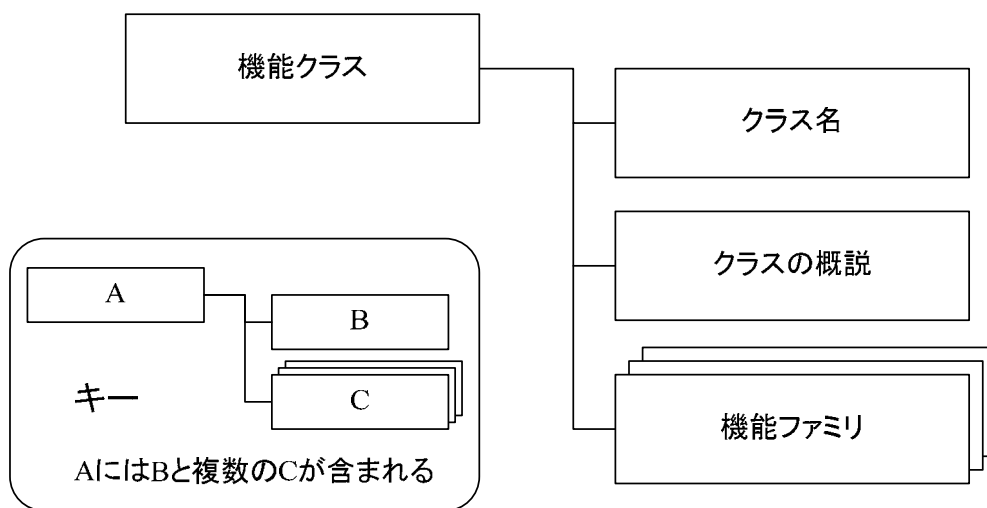 機能クラス
クラス名
クラスの概説
機能ファミリ
A
B
C
キー
AにはBと複数のCが含まれる